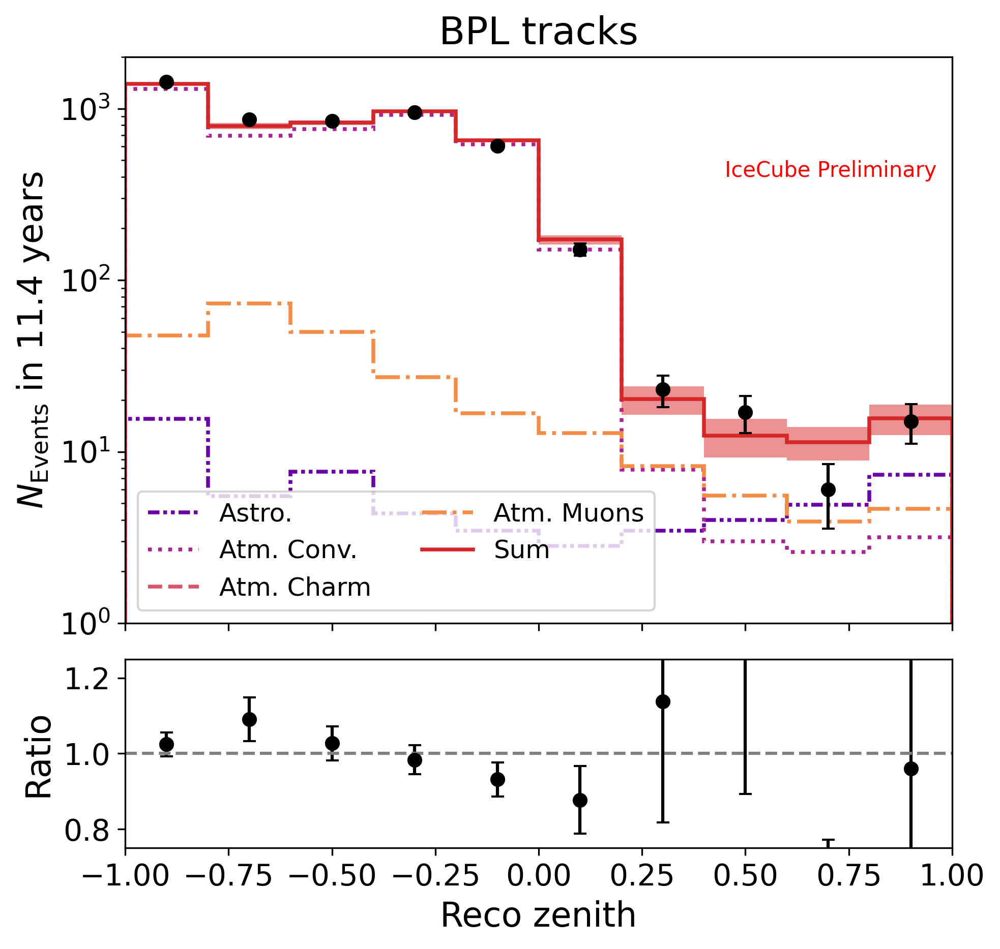 BPL tracks
10³
10²
10¹
10⁰
N_Events in 11.4 years
IceCube Preliminary
Astro.
Atm. Conv.
Atm. Charm
Atm. Muons
Sum
1.2
1.0
0.8
Ratio
−1.00 −0.75 −0.50 −0.25 0.00 0.25 0.50 0.75 1.00
Reco zenith